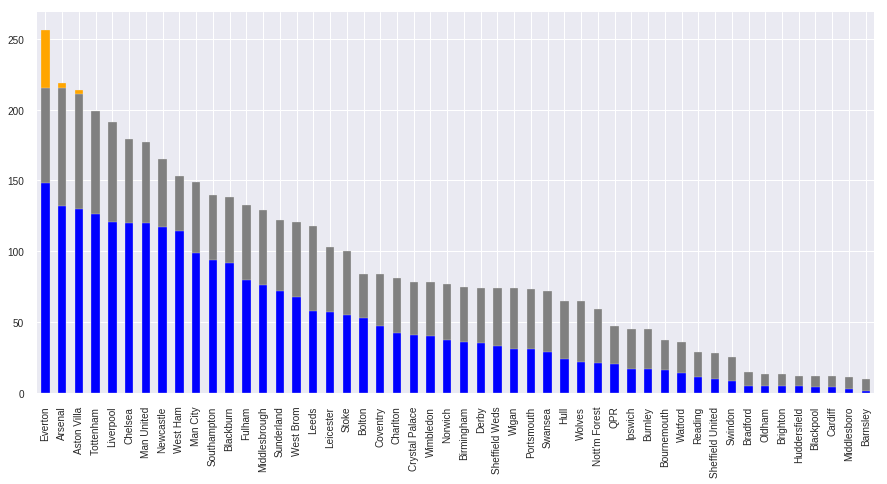 250
200
150
100
50
0
Everton
Arsenal
Aston Villa
Tottenham
Liverpool
Chelsea
Man United
Newcastle
West Ham
Man City
Southampton
Blackburn
Fulham
Middlesbrough
Sunderland
West Brom
Leeds
Leicester
Stoke
Bolton
Coventry
Charlton
Crystal Palace
Wimbledon
Norwich
Birmingham
Derby
Sheffield Weds
Wigan
Portsmouth
Swansea
Hull
Wolves
Nott'm Forest
QPR
Ipswich
Burnley
Bournemouth
Watford
Reading
Sheffield United
Swindon
Bradford
Oldham
Brighton
Huddersfield
Blackpool
Cardiff
Middlesboro
Barnsley